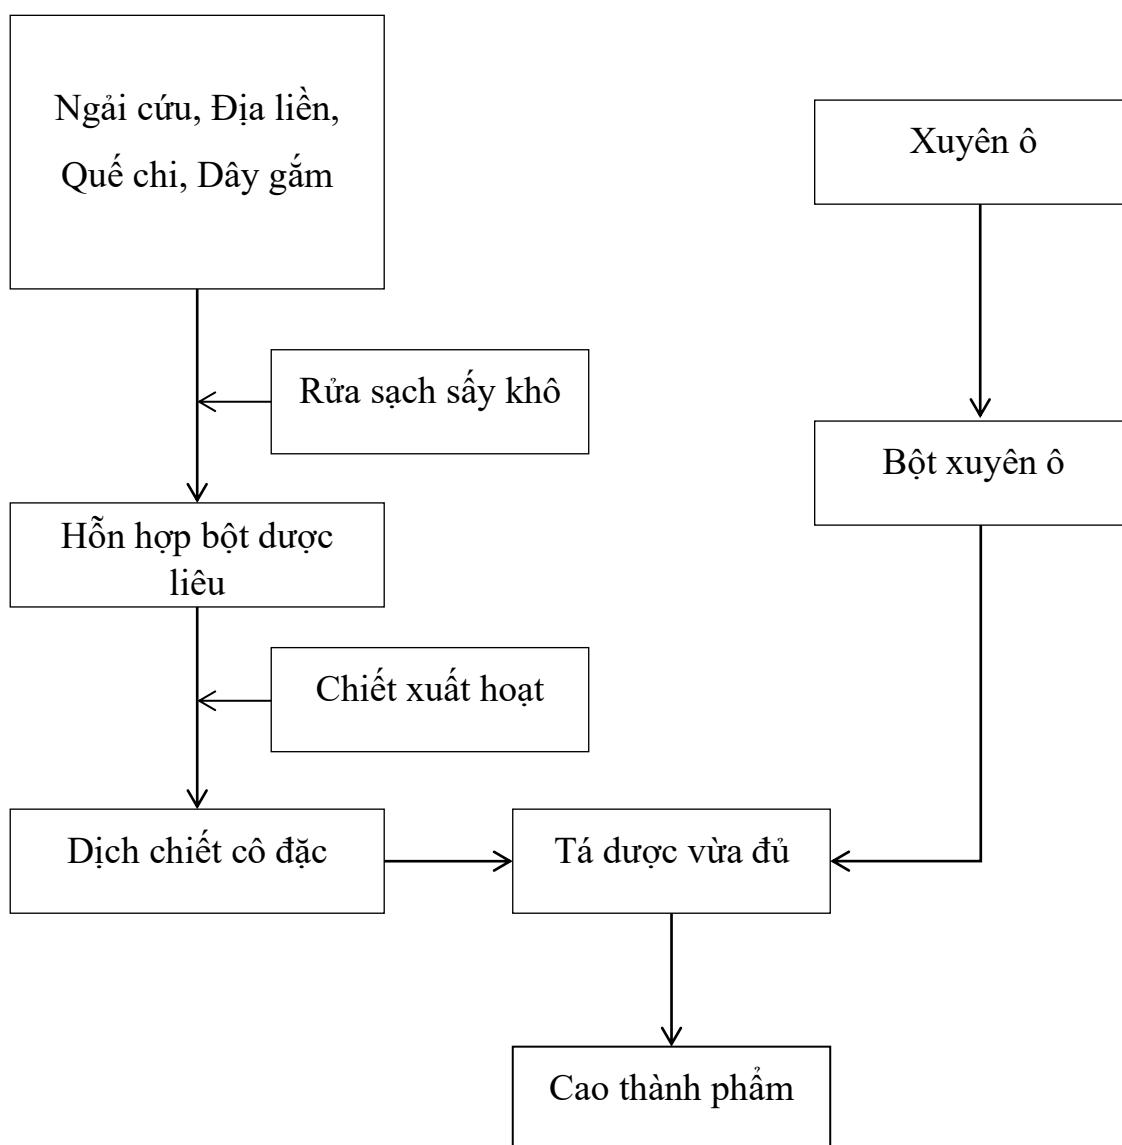 Ngải cứu, Địa liền,
Quế chi, Dây gắm
Xuyên ô
Rửa sạch sấy khô
Bột xuyên ô
Hỗn hợp bột dược
liêu
Chiết xuất hoạt
Dịch chiết cô đặc
Tá dược vừa đủ
Cao thành phẩm